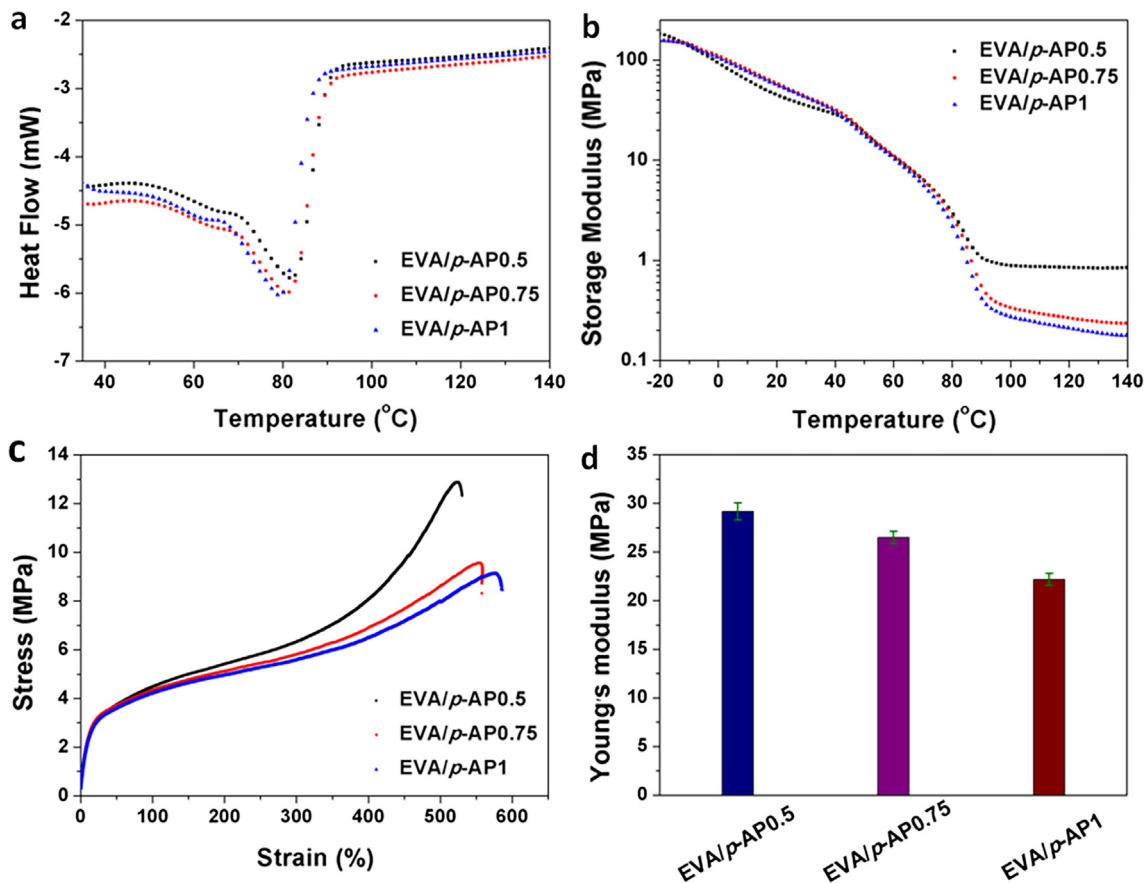 a
-2
-3
-4
-5
-6
-7
Heat Flow (mW)
EVA/p-AP0.5
EVA/p-AP0.75
EVA/p-AP1
40 60 80 100 120 140
Temperature (°C)
b
100
10
1
0.1
Storage Modulus (MPa)
EVA/p-AP0.5
EVA/p-AP0.75
EVA/p-AP1
-20 0 20 40 60 80 100 120 140
Temperature (°C)
c
14
12
10
8
6
4
2
0
Stress (MPa)
EVA/p-AP0.5
EVA/p-AP0.75
EVA/p-AP1
0 100 200 300 400 500 600
Strain (%)
d
35
30
25
20
15
10
5
0
Young's modulus (MPa)
EVA/p-AP0.5
EVA/p-AP0.75
EVA/p-AP1